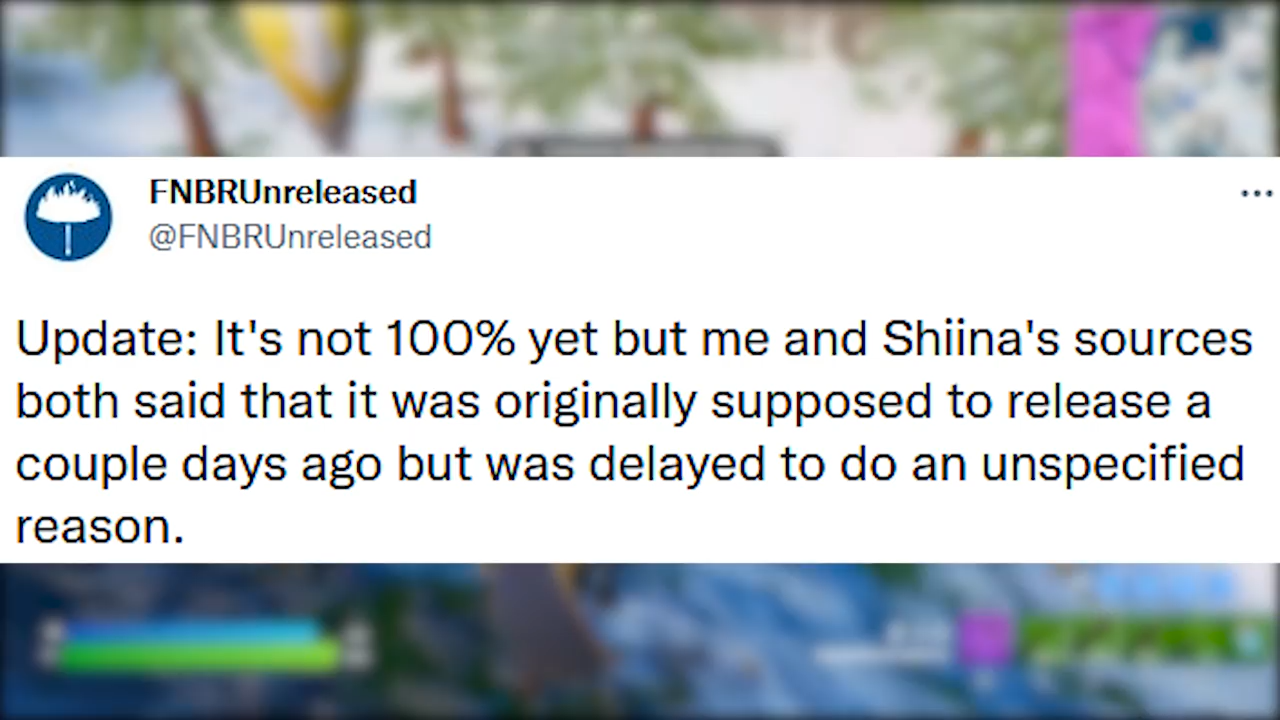 FNBRUnreleased
@FNBRUnreleased
Update: It's not 100% yet but me and Shiina's sources
both said that it was originally supposed to release a
couple days ago but was delayed to do an unspecified
reason.